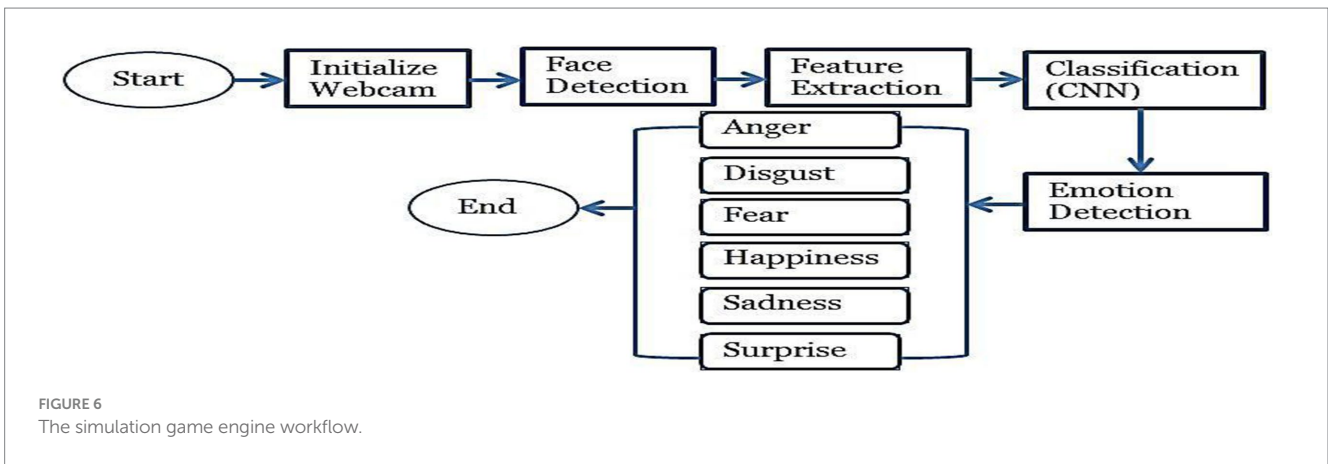 Start
Initialize
Webcam
Face
Detection
Feature
Extraction
Classification
(CNN)
Emotion
Detection
Anger
Disgust
Fear
Happiness
Sadness
Surprise
End
FIGURE 6
The simulation game engine workflow.